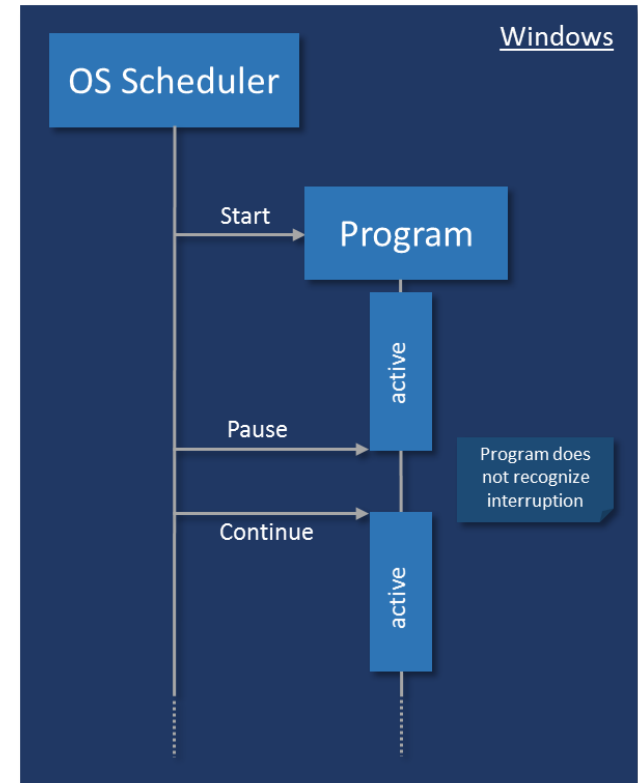 Windows
OS Scheduler
Start
Program
active
Pause
Program does
not recognize
interruption
Continue
active